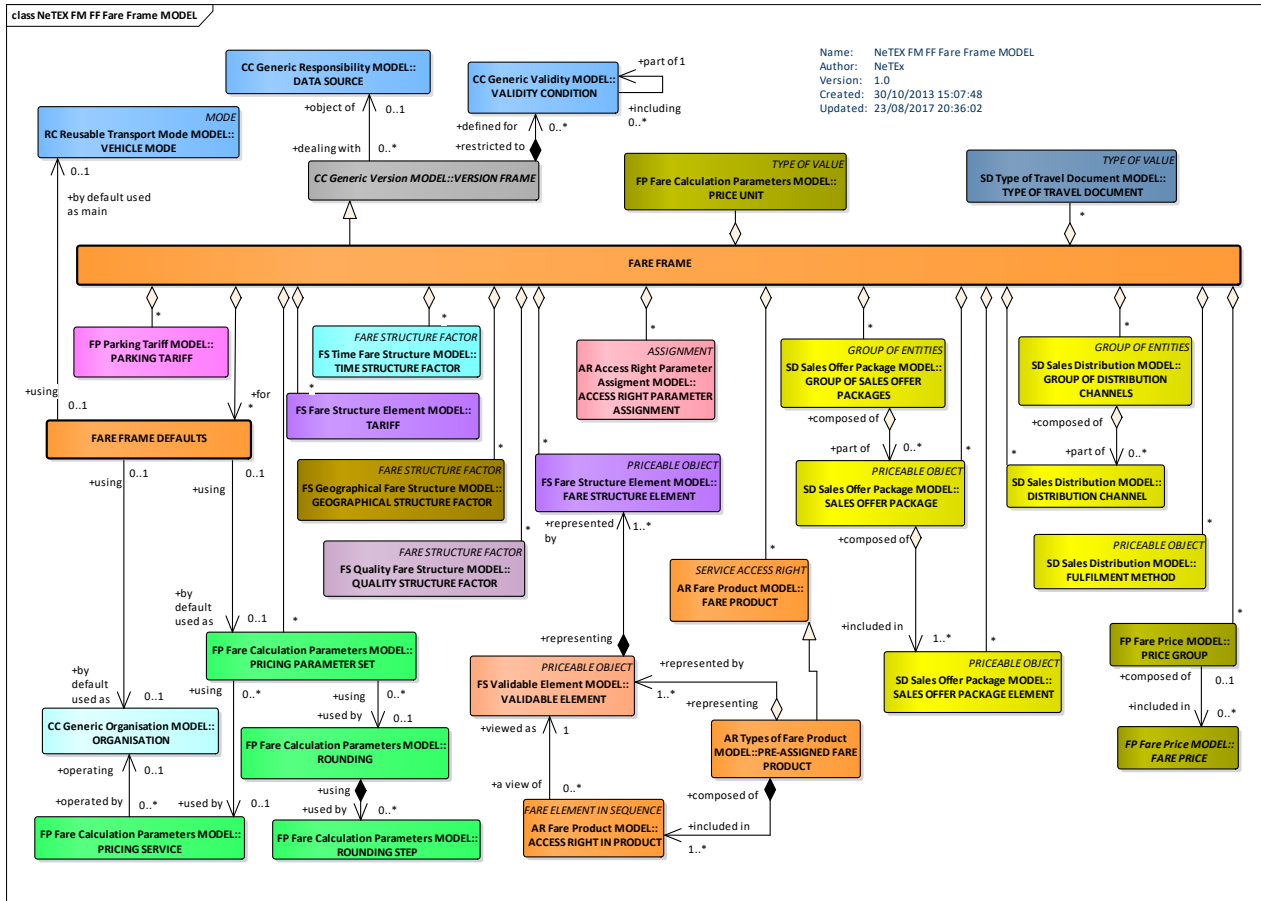 class NeTEX FM FF Fare Frame MODEL
Name: NeTEX FM FF Fare Frame MODEL
Author: NeTEx
Version: 1.0
Created: 30/10/2013 15:07:48
Updated: 23/08/2017 20:36:02
CC Generic Responsibility MODEL::
DATA SOURCE
+object of
0..1
+dealing with
0..*
CC Generic Validity MODEL::
VALIDITY CONDITION
+part of 1
+including
0..*
+defined for
0..*
+restricted to
MODE
RC Reusable Transport Mode MODEL::
VEHICLE MODE
0..1
+by default used
as main
CC Generic Version MODEL::VERSION FRAME
TYPE OF VALUE
FP Fare Calculation Parameters MODEL::
PRICE UNIT
TYPE OF VALUE
SD Type of Travel Document MODEL::
TYPE OF TRAVEL DOCUMENT
*
FARE FRAME
*
FP Parking Tariff MODEL::
PARKING TARIFF
*
FARE STRUCTURE FACTOR
FS Time Fare Structure MODEL::
TIME STRUCTURE FACTOR
*
ASSIGNMENT
AR Access Right Parameter
Assigment MODEL::
ACCESS RIGHT PARAMETER
ASSIGNMENT
*
GROUP OF ENTITIES
SD Sales Offer Package MODEL::
GROUP OF SALES OFFER
PACKAGES
*
GROUP OF ENTITIES
SD Sales Distribution MODEL::
GROUP OF DISTRIBUTION
CHANNELS
+using
0..1
+for
*
*
FS Fare Structure Element MODEL::
TARIFF
FARE FRAME DEFAULTS
0..1
+using
0..1
+using
+composed of
+part of
0..*
+composed of
+part of
0..*
*
FARE STRUCTURE FACTOR
FS Geographical Fare Structure MODEL::
GEOGRAPHICAL STRUCTURE FACTOR
*
PRICEABLE OBJECT
FS Fare Structure Element MODEL::
FARE STRUCTURE ELEMENT
PRICEABLE OBJECT
SD Sales Offer Package MODEL::
SALES OFFER PACKAGE
*
*
SD Sales Distribution MODEL::
DISTRIBUTION CHANNEL
+represented
by
1..*
+composed of
*
FARE STRUCTURE FACTOR
FS Quality Fare Structure MODEL::
QUALITY STRUCTURE FACTOR
*
SERVICE ACCESS RIGHT
AR Fare Product MODEL::
FARE PRODUCT
*
PRICEABLE OBJECT
SD Sales Distribution MODEL::
FULFILMENT METHOD
+by
default
used as
0..1
*
FP Fare Calculation Parameters MODEL::
PRICING PARAMETER SET
+representing
+included in
1..*
*
*
FP Fare Price MODEL::
PRICE GROUP
+by
default
used as
0..1
+using
0..*
+using
0..*
PRICEABLE OBJECT
FS Validable Element MODEL::
VALIDABLE ELEMENT
+represented by
1..*
+representing
PRICEABLE OBJECT
SD Sales Offer Package MODEL::
SALES OFFER PACKAGE ELEMENT
+composed of
0..1
+included in
0..*
CC Generic Organisation MODEL::
ORGANISATION
+used by
0..1
FP Fare Calculation Parameters MODEL::
ROUNDING
+viewed as
1
AR Types of Fare Product
MODEL::PRE-ASSIGNED FARE
PRODUCT
FP Fare Price MODEL::
FARE PRICE
+operating
0..1
+operated by
0..*
+used by
0..1
+using
+used by
0..*
+a view of
0..*
+composed of
+included in
1..*
FP Fare Calculation Parameters MODEL::
PRICING SERVICE
FP Fare Calculation Parameters MODEL::
ROUNDING STEP
FARE ELEMENT IN SEQUENCE
AR Fare Product MODEL::
ACCESS RIGHT IN PRODUCT